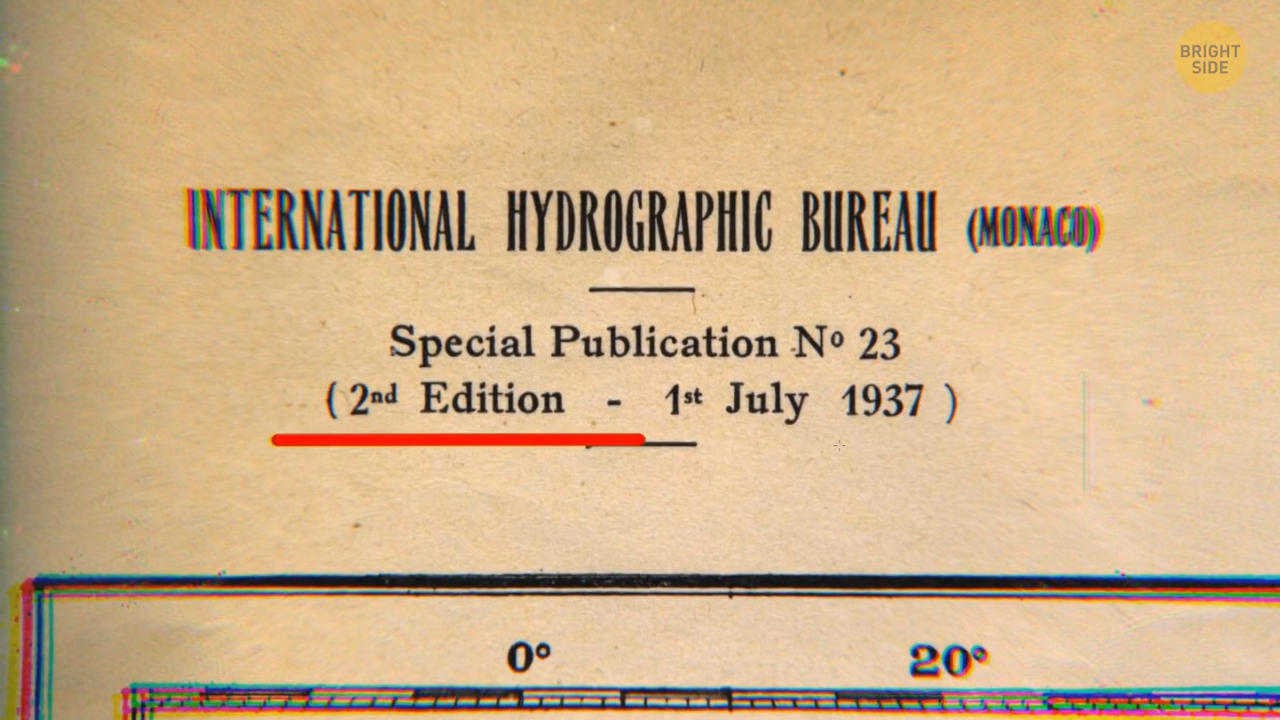 BRIGHT
SIDE
INTERNATIONAL HYDROGRAPHIC BUREAU (MONACO)
Special Publication Nº 23
( 2nd Edition - 1st July 1937 )
0°
20°